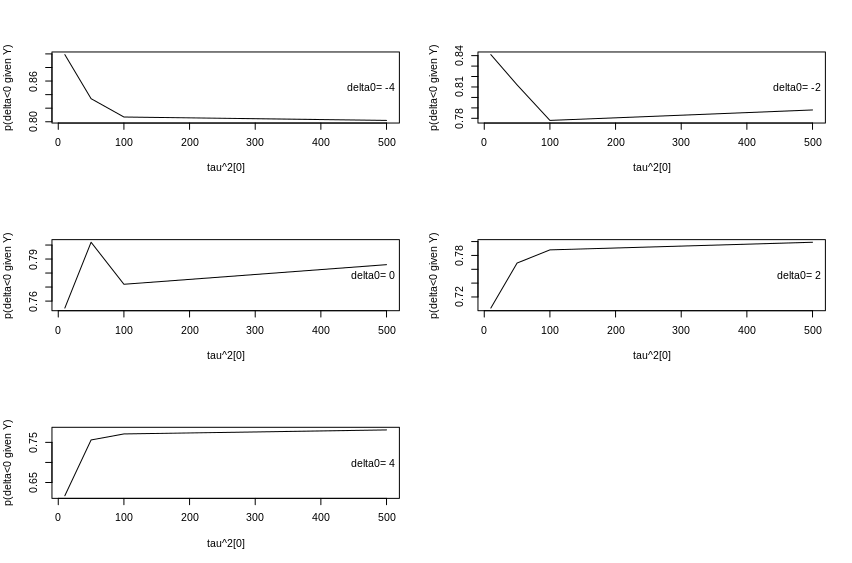 p(delta<0 given Y)
0.80 0.86
delta0= -4
0 100 200 300 400 500
tau^2[0]
p(delta<0 given Y)
0.78 0.81 0.84
delta0= -2
0 100 200 300 400 500
tau^2[0]
p(delta<0 given Y)
0.76 0.79
delta0= 0
0 100 200 300 400 500
tau^2[0]
p(delta<0 given Y)
0.72 0.78
delta0= 2
0 100 200 300 400 500
tau^2[0]
p(delta<0 given Y)
0.65 0.75
delta0= 4
0 100 200 300 400 500
tau^2[0]